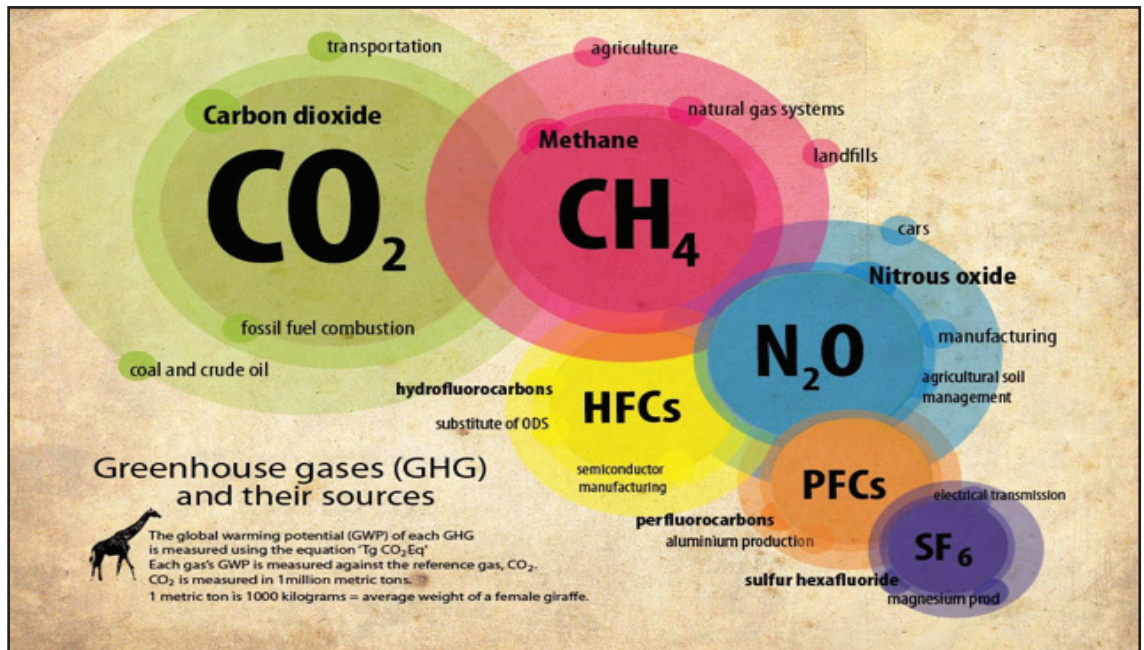 transportation
Carbon dioxide
CO₂
fossil fuel combustion
coal and crude oil
agriculture
natural gas systems
Methane
landfills
CH₄
cars
Nitrous oxide
N₂O
manufacturing
agricultural soil
management
hydrofluorocarbons
HFCs
substitute of ODS
semiconductor
manufacturing
PFCs
perfluorocarbons
aluminium production
electrical transmission
SF₆
sulfur hexafluoride
magnesium prod
Greenhouse gases (GHG)
and their sources
The global warming potential (GWP) of each GHG
is measured using the equation 'Tg CO₂Eq'
Each gas's GWP is measured against the reference gas, CO₂.
CO₂ is measured in 1million metric tons.
1 metric ton is 1000 kilograms = average weight of a female giraffe.